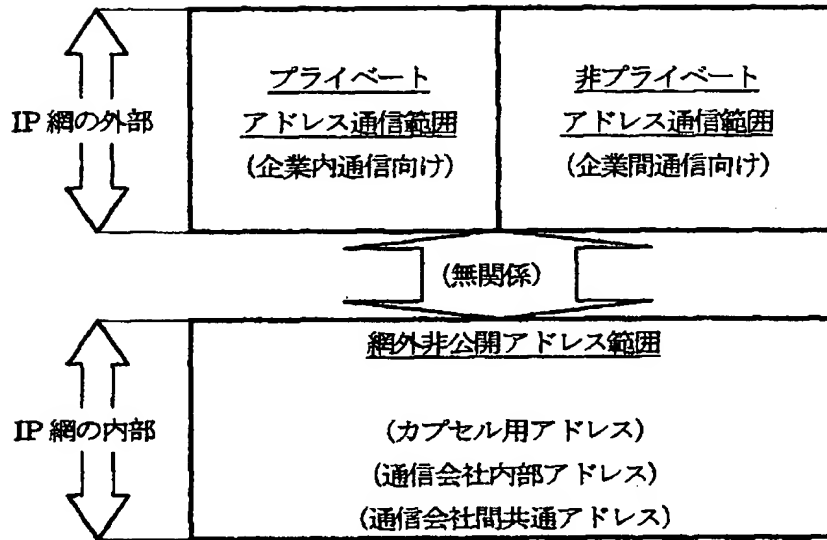 IP 網の外部
プライベート
アドレス通信範囲
(企業内通信向け)
非プライベート
アドレス通信範囲
(企業間通信向け)
(無関係)
IP 網の内部
網外非公開アドレス範囲
(カプセル用アドレス)
(通信会社内部アドレス)
(通信会社間共通アドレス)